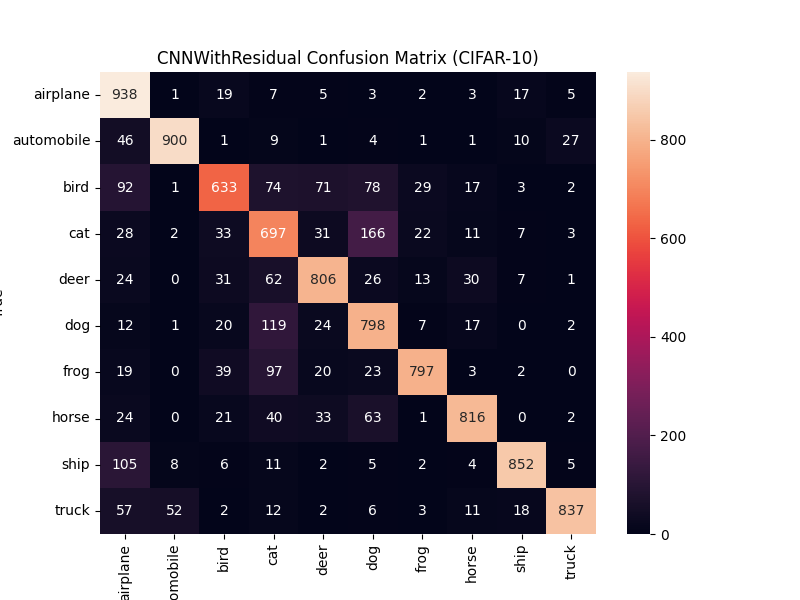 CNNWithResidual Confusion Matrix (CIFAR-10)
airplane 938 1 19 7 5 3 2 3 17 5
automobile 46 900 1 9 1 4 1 1 10 27
bird 92 1 633 74 71 78 29 17 3 2
cat 28 2 33 697 31 166 22 11 7 3
deer 24 0 31 62 806 26 13 30 7 1
dog 12 1 20 119 24 798 7 17 0 2
frog 19 0 39 97 20 23 797 3 2 0
horse 24 0 21 40 33 63 1 816 0 2
ship 105 8 6 11 2 5 2 4 852 5
truck 57 52 2 12 2 6 3 11 18 837
airplane omobile bird cat deer dog frog horse ship truck
800
600
400
200
0